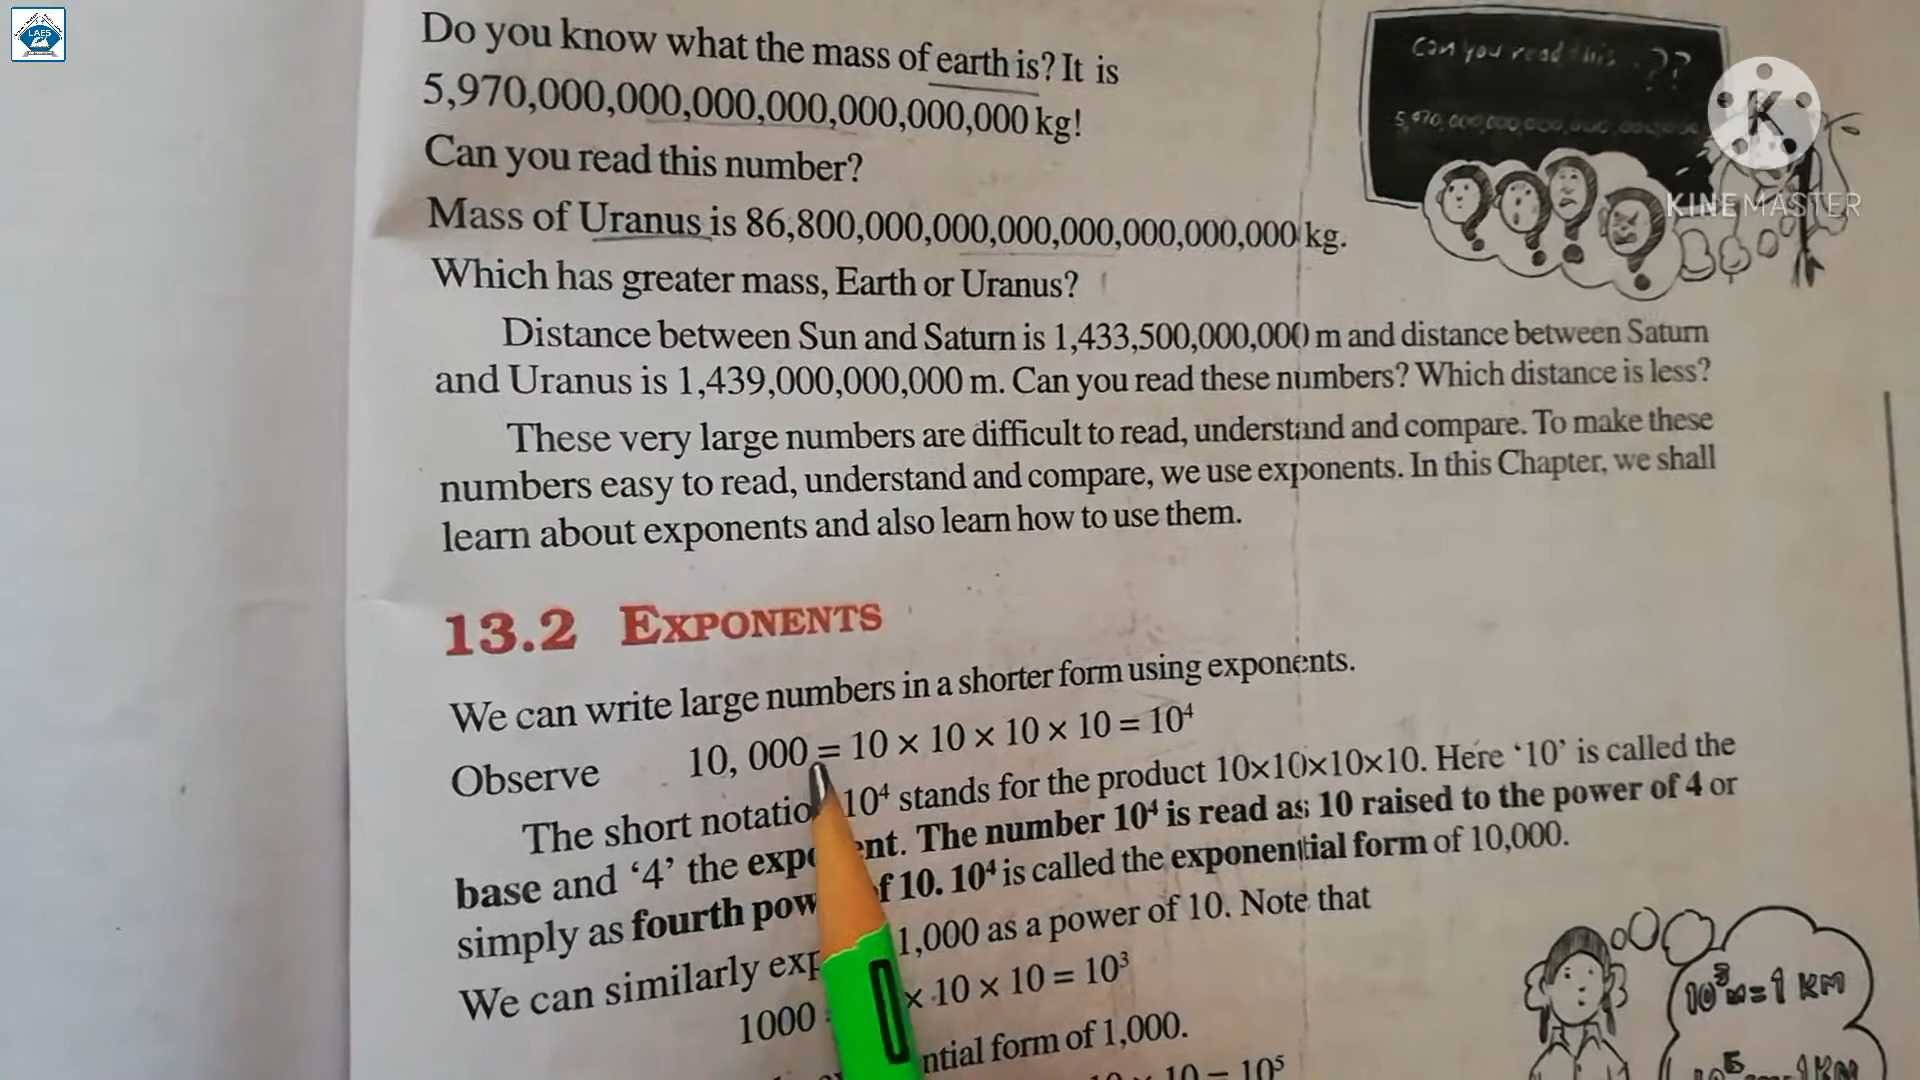 LAES
Do you know what the mass of earth is? It is
5,970,000,000,000,000,000,000,000 kg!
Can you read this number?
Mass of Uranus is 86,800,000,000,000,000,000,000,000 kg.
Which has greater mass, Earth or Uranus?
Can you read this ??
5,970,000,000,000,000,000,000
K
KINEMASTER
Distance between Sun and Saturn is 1,433,500,000,000 m and distance between Saturn
and Uranus is 1,439,000,000,000 m. Can you read these numbers? Which distance is less?
These very large numbers are difficult to read, understand and compare. To make these
numbers easy to read, understand and compare, we use exponents. In this Chapter, we shall
learn about exponents and also learn how to use them.
13.2 EXPONENTS
We can write large numbers in a shorter form using exponents.
Observe 10, 000 = 10 × 10 × 10 × 10 = 10⁴
The short notatio 10⁴ stands for the product 10×10×10×10. Here ‘10’ is called the
base and ‘4’ the exp ent. The number 10⁴ is read as 10 raised to the power of 4 or
simply as fourth pow f 10. 10⁴ is called the exponential form of 10,000.
We can similarly exp 1,000 as a power of 10. Note that
1000 × 10 × 10 = 10³
ntial form of 1,000.
10 = 10⁵
10³m=1 KM